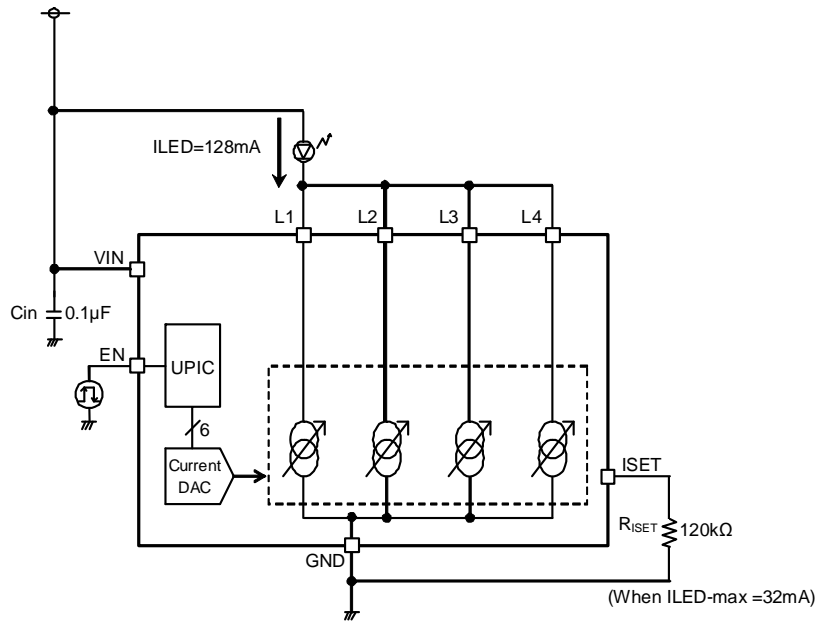 ILED=128mA
L1 L2 L3 L4
VIN
Cin 0.1µF
EN
UPIC
6
Current
DAC
ISET
RISET 120kΩ
GND
(When ILED-max =32mA)